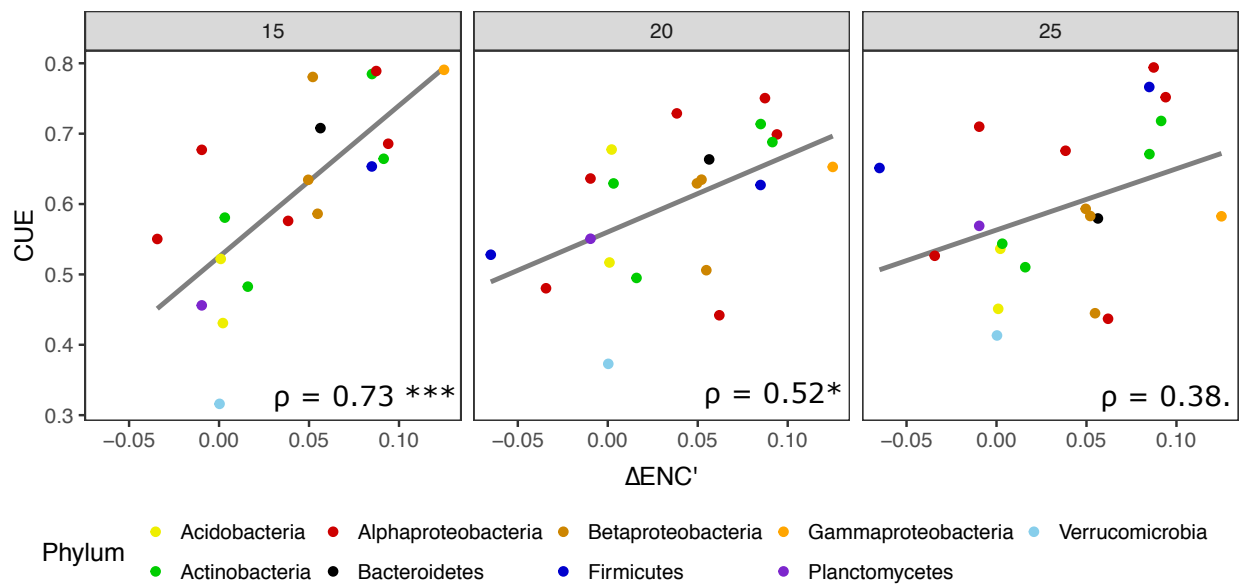 15 20 25
CUE
0.8
0.7
0.6
0.5
0.4
0.3
ρ = 0.73 *** ρ = 0.52* ρ = 0.38.
−0.05 0.00 0.05 0.10 −0.05 0.00 0.05 0.10 −0.05 0.00 0.05 0.10
ΔENC'
Phylum
Acidobacteria Alphaproteobacteria Betaproteobacteria Gammaproteobacteria Verrucomicrobia
Actinobacteria Bacteroidetes Firmicutes Planctomycetes